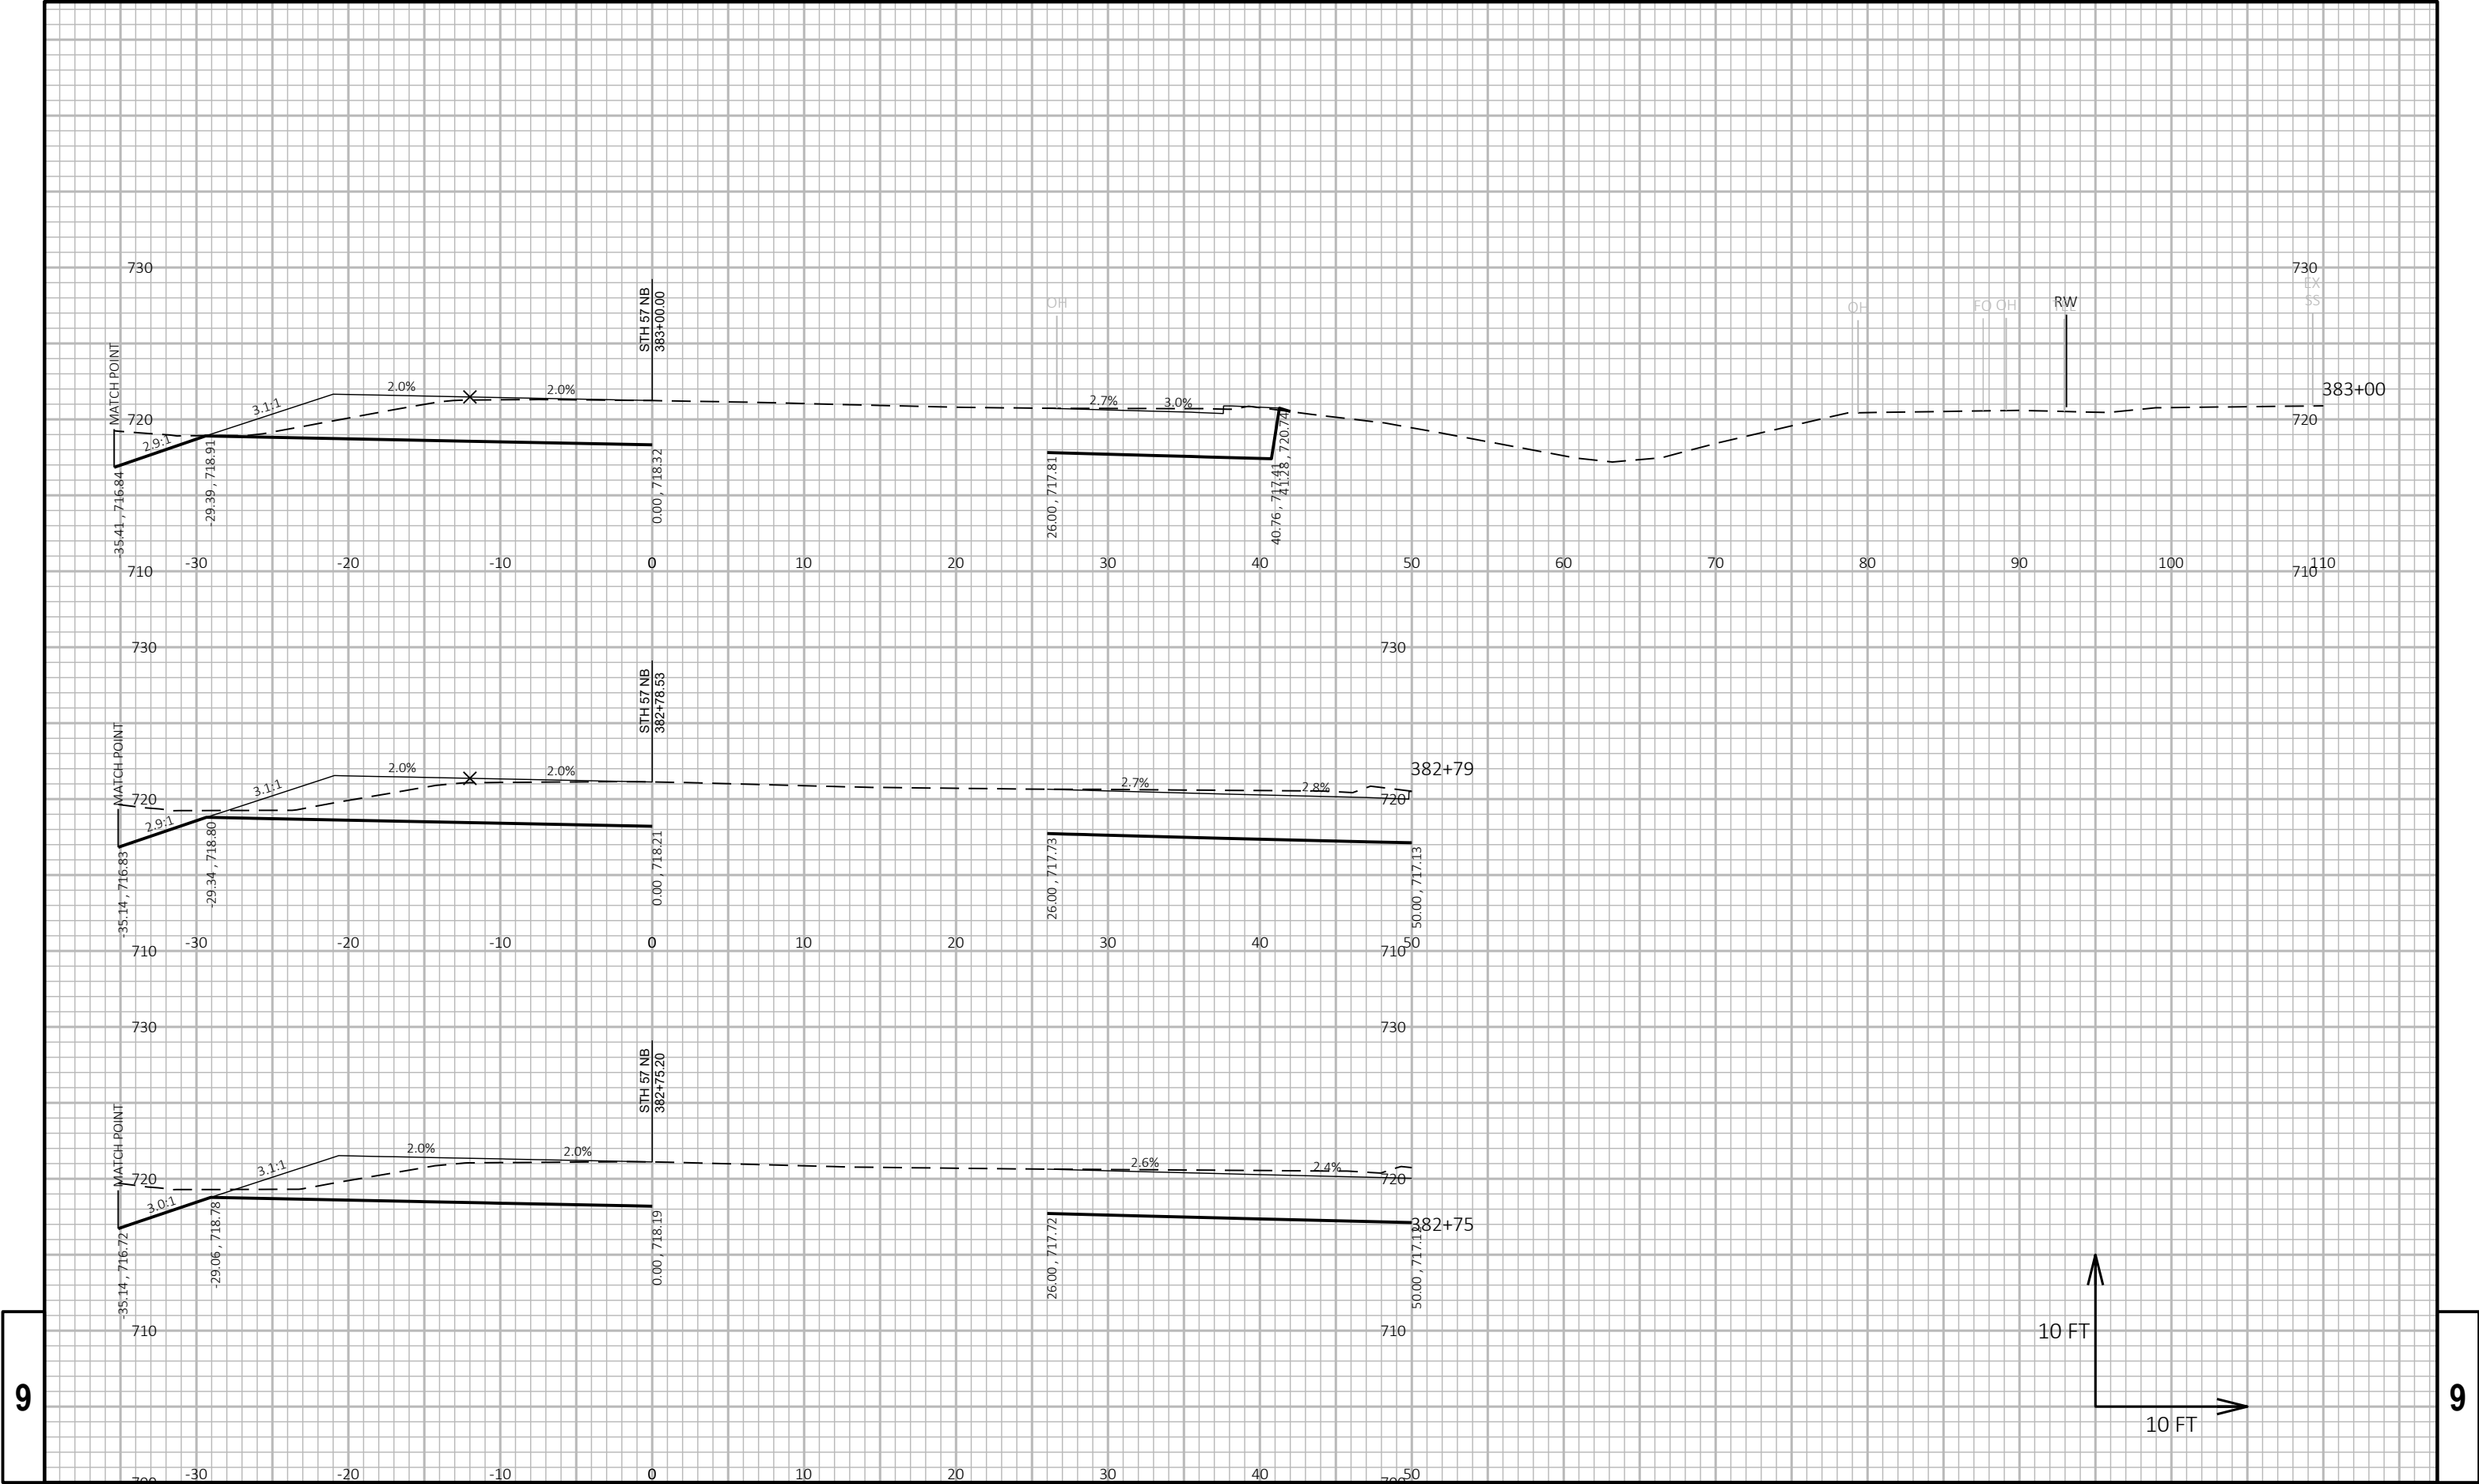 730
730
EX
SS
OH
OH
FO OH
RW
STH 57 NB
383+00.00
MATCH POINT
383+00
2.0%
2.0%
3.1:1
2.9:1
2.7%
3.0%
720
720
-35.41 , 716.84
-29.39 , 718.91
0.00 , 718.32
26.00 , 717.81
40.76 , 717.41
41.28 , 720.74
710
-30
-20
-10
0
10
20
30
40
50
60
70
80
90
100
110
710
730
730
STH 57 NB
382+78.53
MATCH POINT
382+79
2.0%
2.0%
3.1:1
2.9:1
2.7%
2.8%
720
720
-35.14 , 716.83
-29.34 , 718.80
0.00 , 718.21
26.00 , 717.73
50.00 , 717.13
710
-30
-20
-10
0
10
20
30
40
50
710
730
730
STH 57 NB
382+75.20
MATCH POINT
2.0%
2.0%
3.1:1
3.0:1
2.6%
2.4%
720
720
382+75
-35.14 , 716.72
-29.06 , 718.78
0.00 , 718.19
26.00 , 717.72
50.00 ,
710
710
10 FT
10 FT
9
9
-30
-20
-10
0
10
20
30
40
50